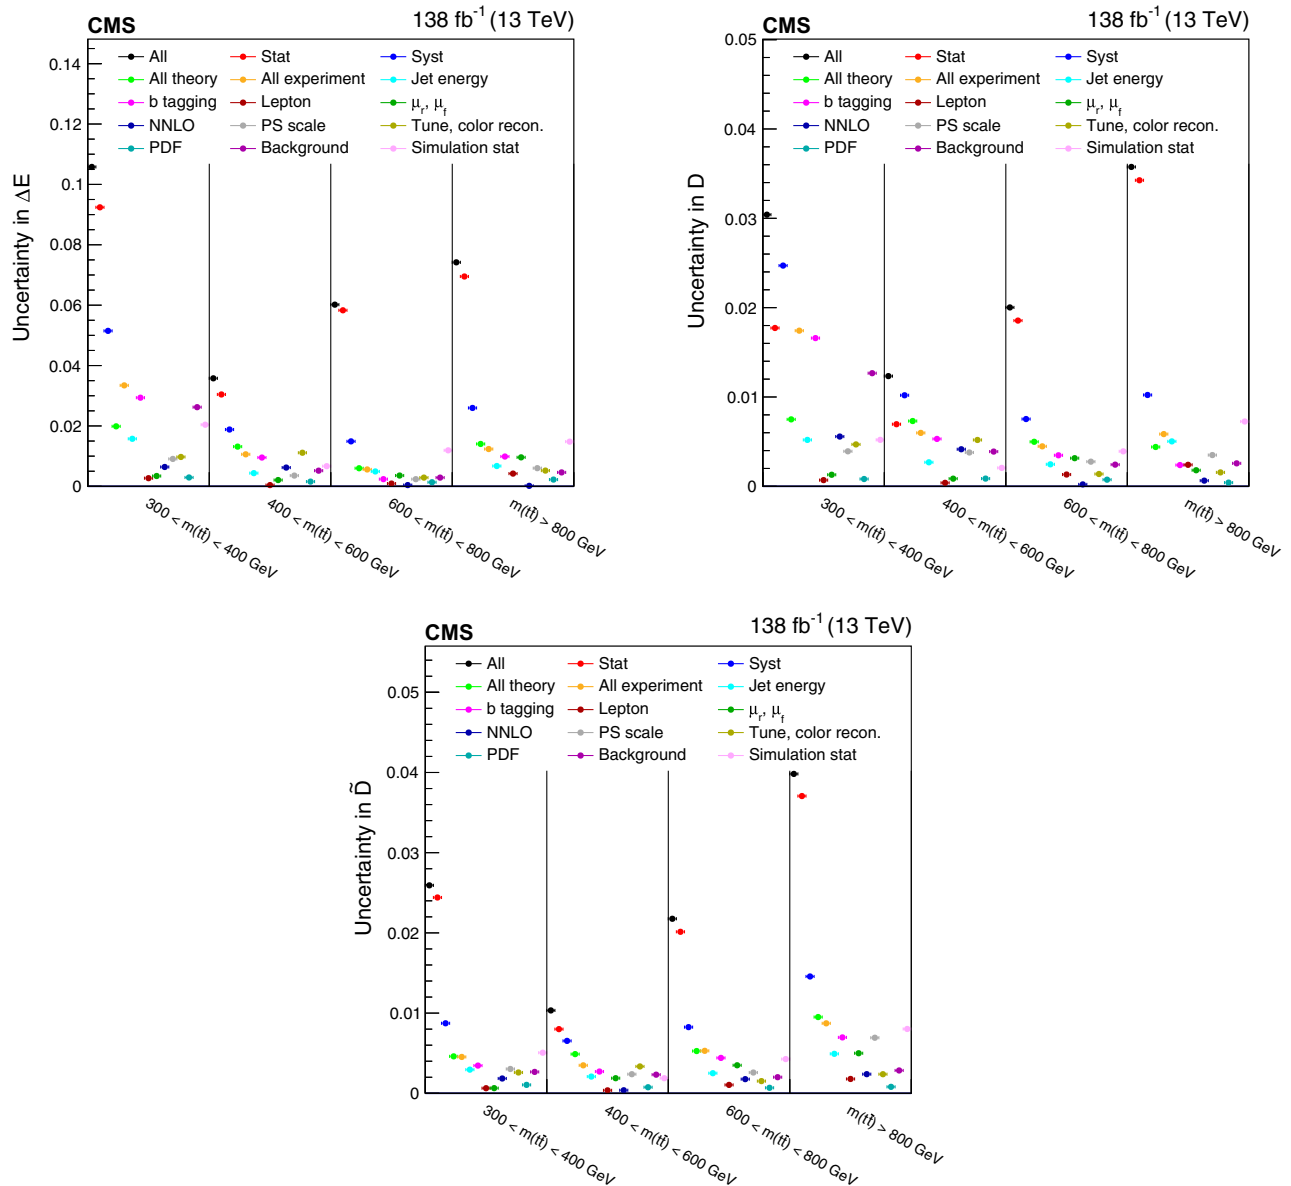 CMS 138 fb⁻¹ (13 TeV)
All Stat Syst
All theory All experiment Jet energy
b tagging Lepton μr, μf
NNLO PS scale Tune, color recon.
PDF Background Simulation stat
Uncertainty in ΔE
0.14
0.12
0.1
0.08
0.06
0.04
0.02
0
300 < m(tt̄) < 400 GeV
400 < m(tt̄) < 600 GeV
600 < m(tt̄) < 800 GeV
m(tt̄) > 800 GeV
CMS 138 fb⁻¹ (13 TeV)
All Stat Syst
All theory All experiment Jet energy
b tagging Lepton μr, μf
NNLO PS scale Tune, color recon.
PDF Background Simulation stat
Uncertainty in D
0.05
0.04
0.03
0.02
0.01
0
300 < m(tt̄) < 400 GeV
400 < m(tt̄) < 600 GeV
600 < m(tt̄) < 800 GeV
m(tt̄) > 800 GeV
CMS 138 fb⁻¹ (13 TeV)
All Stat Syst
All theory All experiment Jet energy
b tagging Lepton μr, μf
NNLO PS scale Tune, color recon.
PDF Background Simulation stat
Uncertainty in D̃
0.05
0.04
0.03
0.02
0.01
0
300 < m(tt̄) < 400 GeV
400 < m(tt̄) < 600 GeV
600 < m(tt̄) < 800 GeV
m(tt̄) > 800 GeV